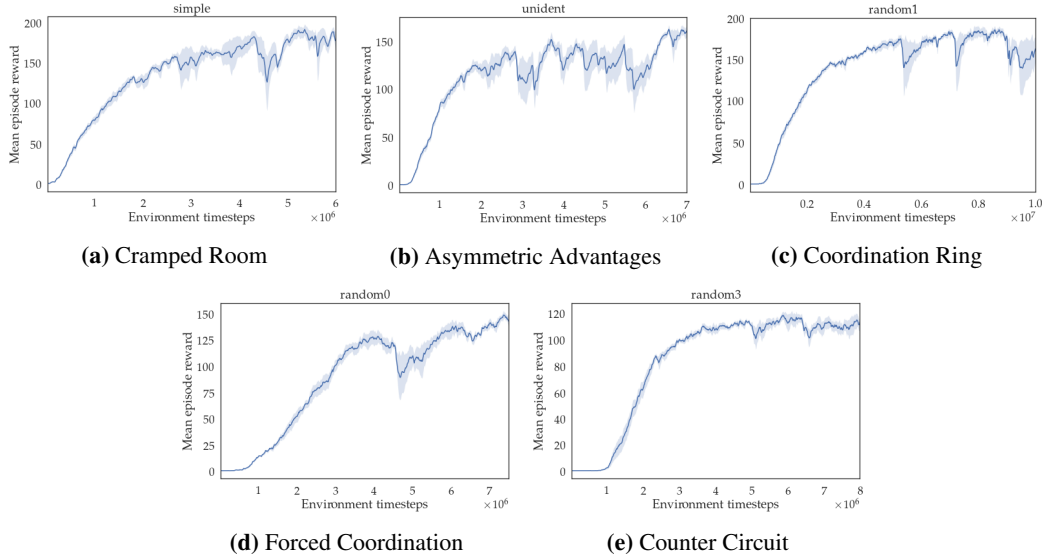 simple
Mean episode reward
200
150
100
50
0
1 2 3 4 5 6
Environment timesteps ×10⁶
(a) Cramped Room
unident
Mean episode reward
150
100
50
0
1 2 3 4 5 6 7
Environment timesteps ×10⁶
(b) Asymmetric Advantages
random1
Mean episode reward
200
150
100
50
0
0.2 0.4 0.6 0.8 1.0
Environment timesteps ×10⁷
(c) Coordination Ring
random0
Mean episode reward
150
125
100
75
50
25
0
1 2 3 4 5 6 7
Environment timesteps ×10⁶
(d) Forced Coordination
random3
Mean episode reward
120
100
80
60
40
20
0
1 2 3 4 5 6 7 8
Environment timesteps ×10⁶
(e) Counter Circuit